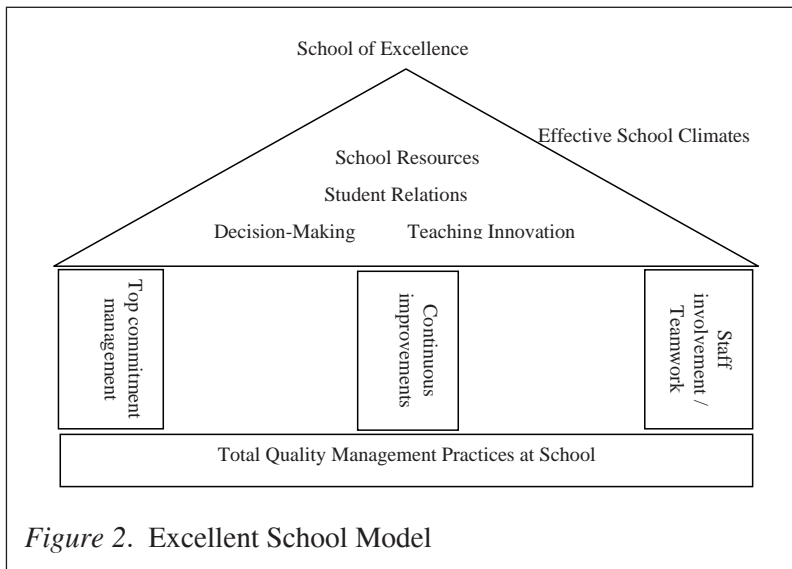 School of Excellence
Effective School Climates
School Resources
Student Relations
Decision-Making Teaching Innovation
Top commitment
management
Continuous
improvements
Staff
involvement /
Teamwork
Total Quality Management Practices at School
Figure 2. Excellent School Model